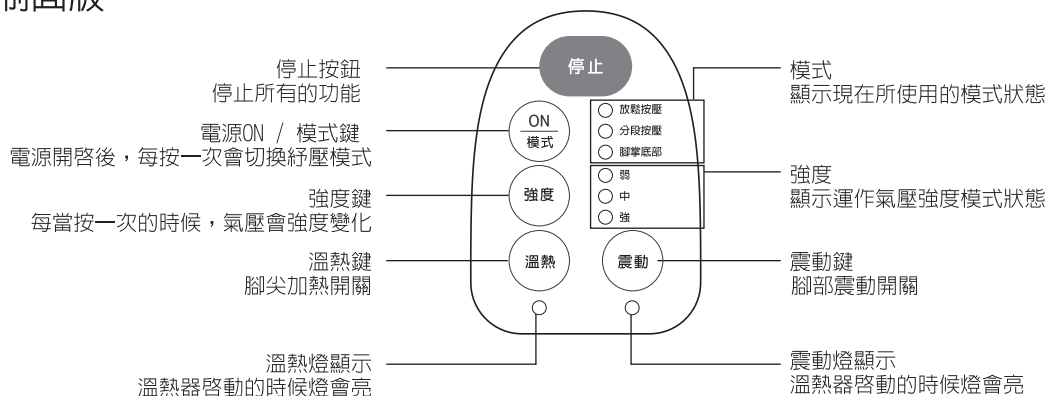 前面版
停止按鈕
停止所有的功能
電源ON / 模式鍵
電源開啓後，每按一次會切換紓壓模式
強度鍵
每當按一次的時候，氣壓會強度變化
溫熱鍵
腳尖加熱開關
溫熱燈顯示
溫熱器啓動的時候燈會亮
停止
ON
模式
強度
溫熱
震動
放鬆按壓
分段按壓
腳掌底部
弱
中
強
模式
顯示現在所使用的模式狀態
強度
顯示運作氣壓強度模式狀態
震動鍵
腳部震動開關
震動燈顯示
溫熱器啓動的時候燈會亮